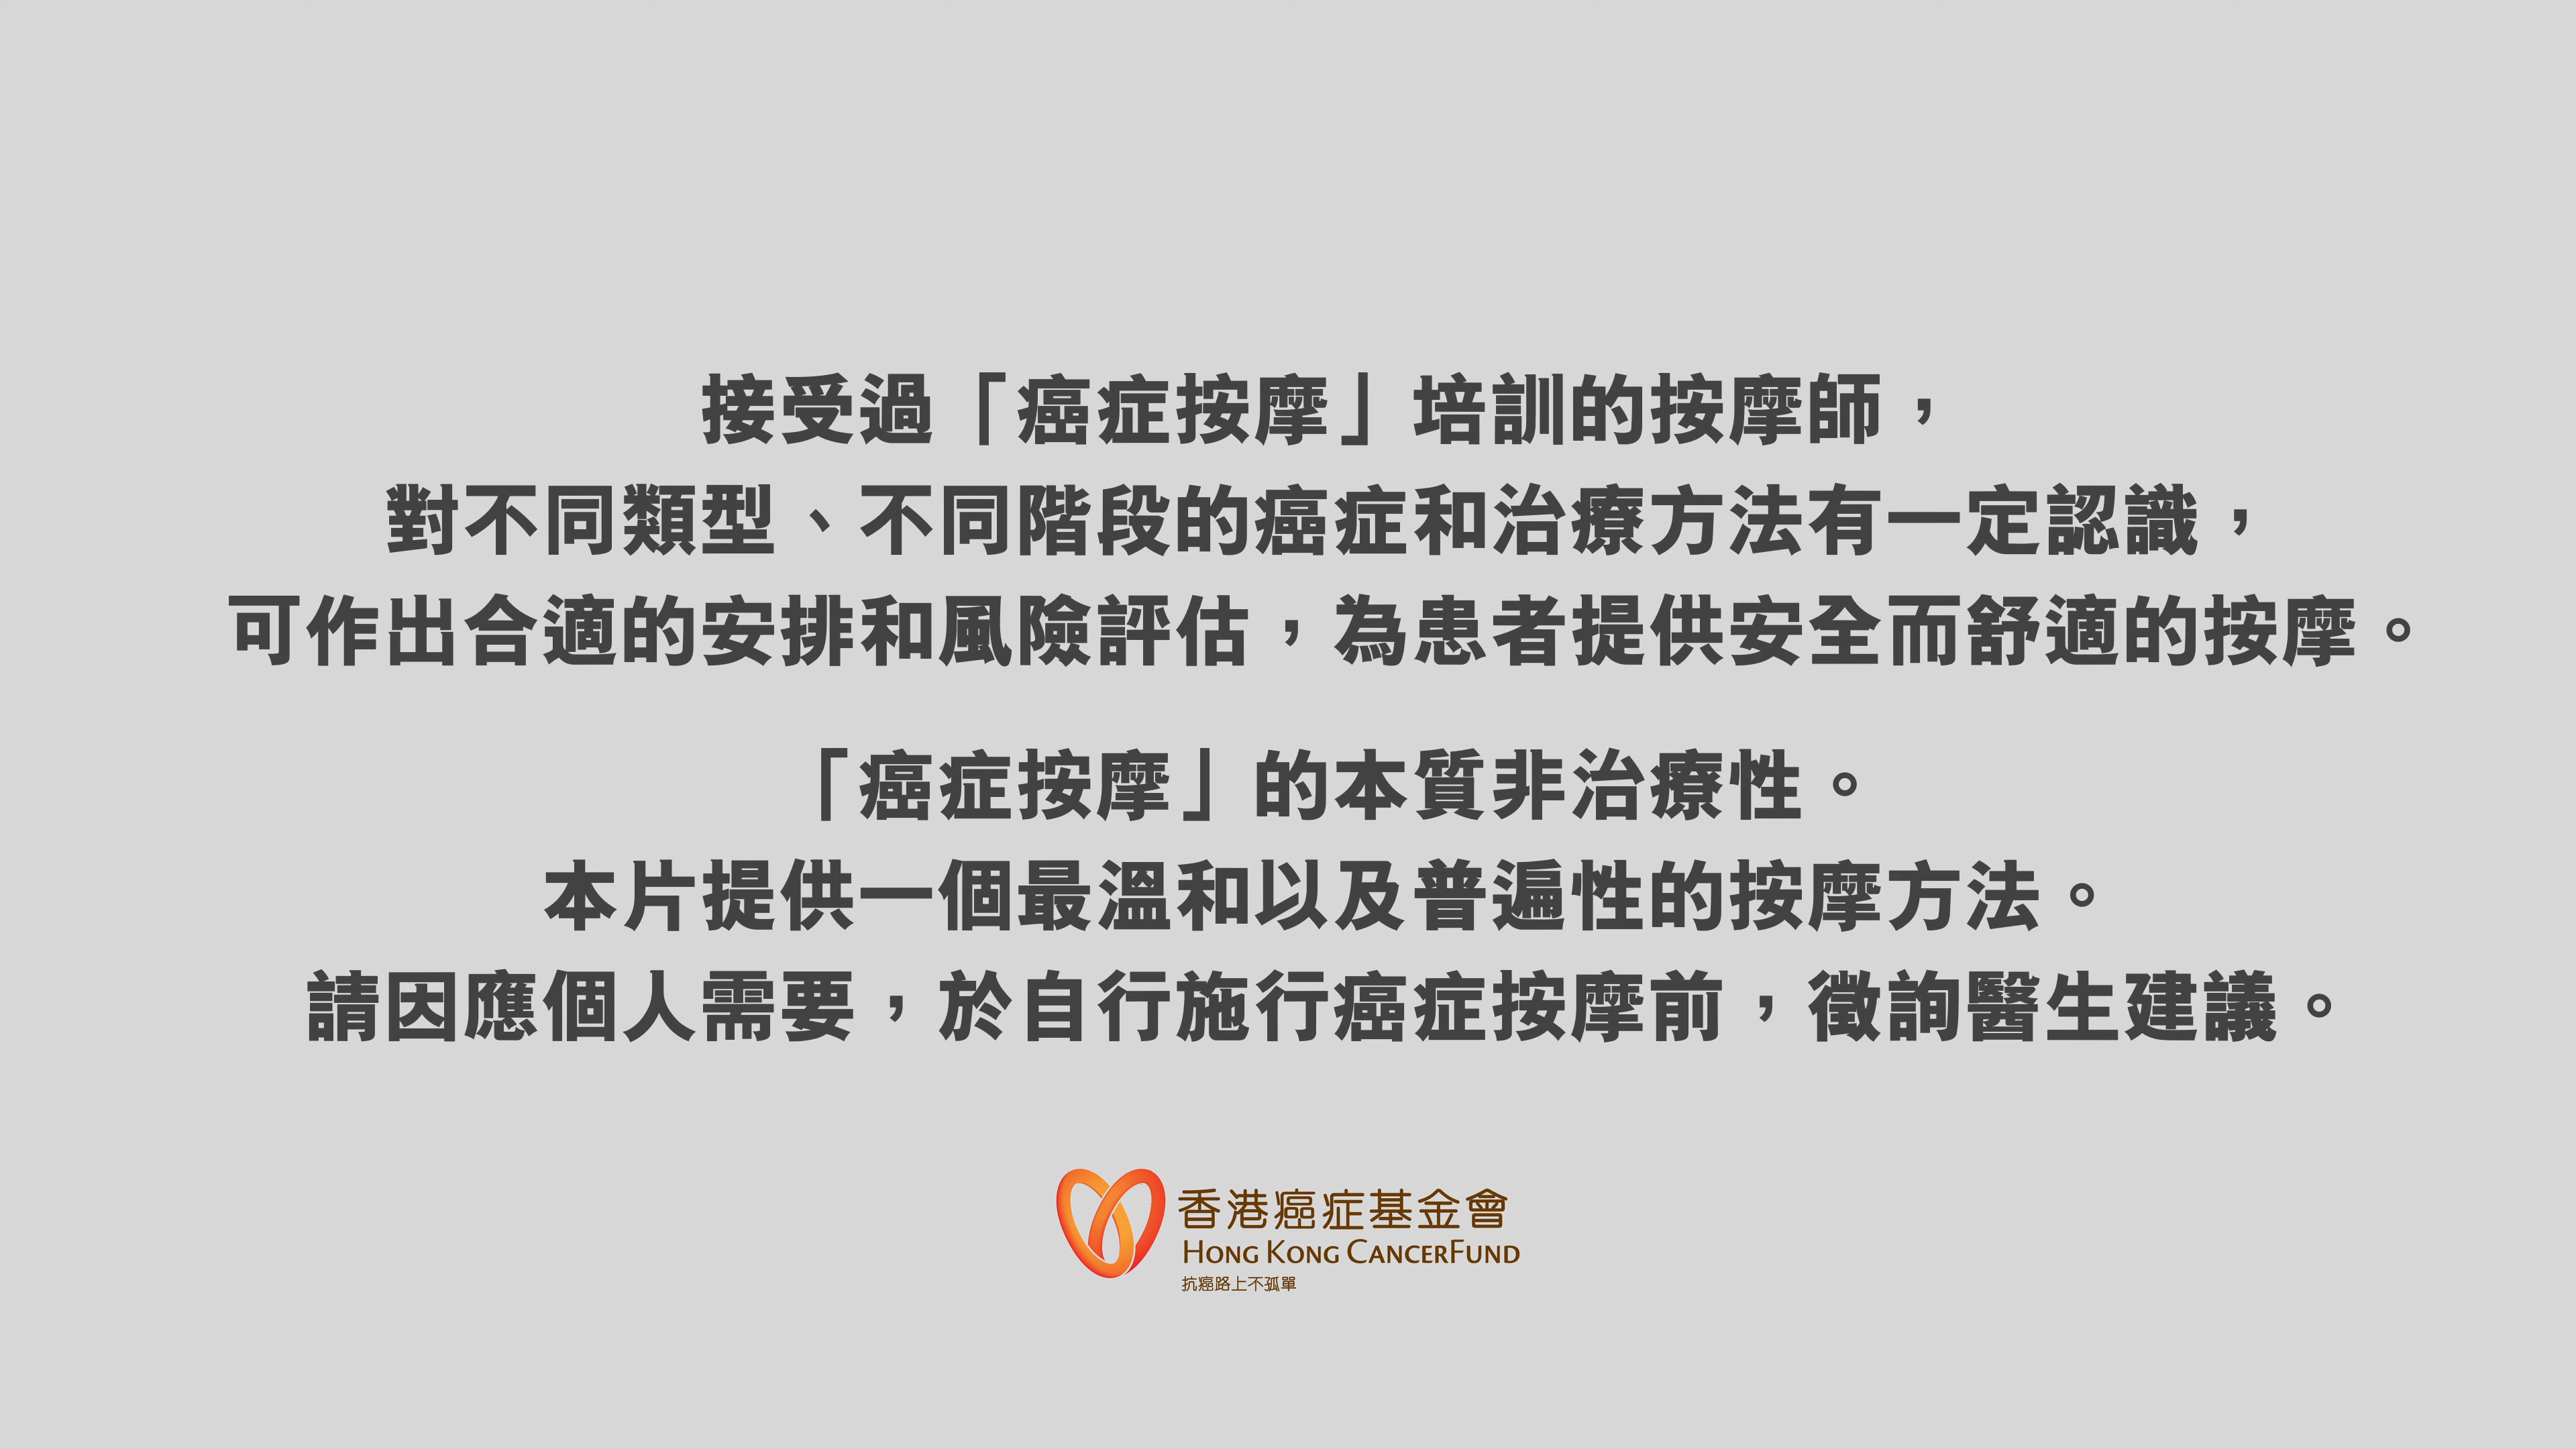 接受過「癌症按摩」培訓的按摩師，
對不同類型、不同階段的癌症和治療方法有一定認識，
可作出合適的安排和風險評估，為患者提供安全而舒適的按摩。
「癌症按摩」的本質非治療性。
本片提供一個最溫和以及普遍性的按摩方法。
請因應個人需要，於自行施行癌症按摩前，徵詢醫生建議。
香港癌症基金會
HONG KONG CANCERFUND
抗癌路上不孤單